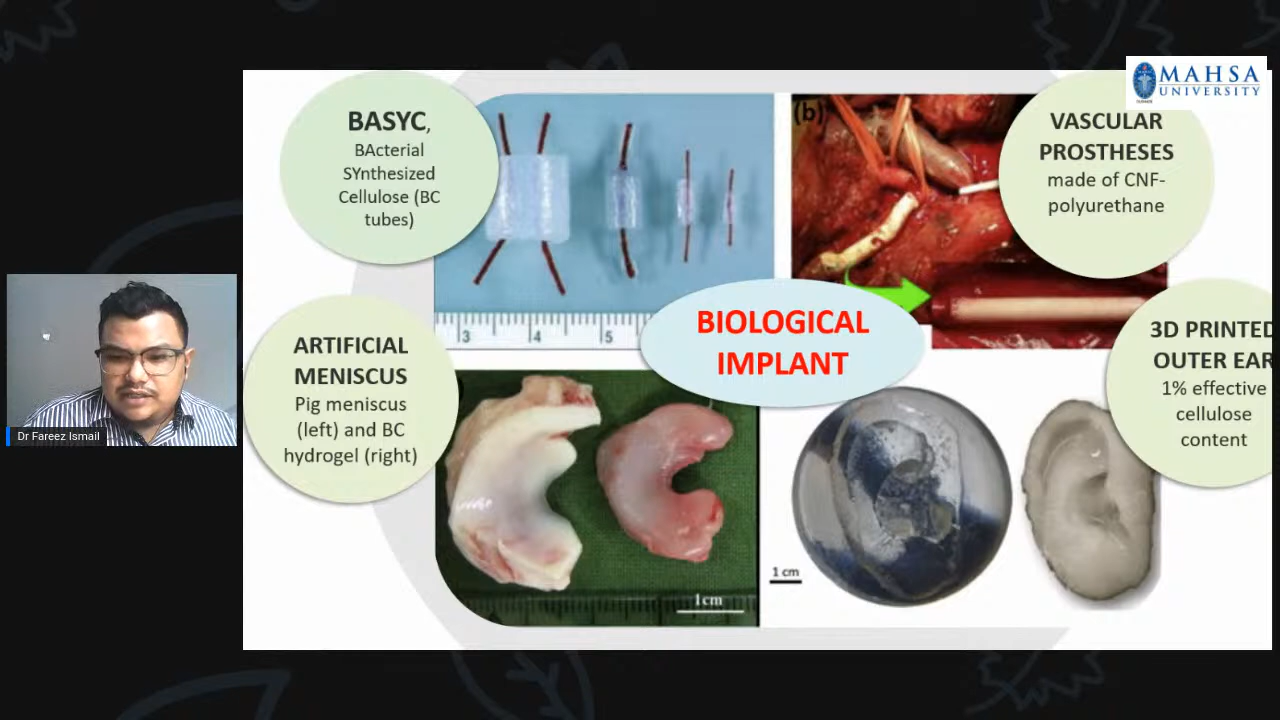 MAHSA
UNIVERSITY
BASYC,
BActerial
SYnthesized
Cellulose (BC
tubes)
(b)
VASCULAR
PROSTHESES
made of CNF-
polyurethane
3
4
5
BIOLOGICAL
IMPLANT
ARTIFICIAL
MENISCUS
Pig meniscus
(left) and BC
hydrogel (right)
3D PRINTED
OUTER EAR
1% effective
cellulose
content
1cm
1 cm
Dr Fareez Ismail